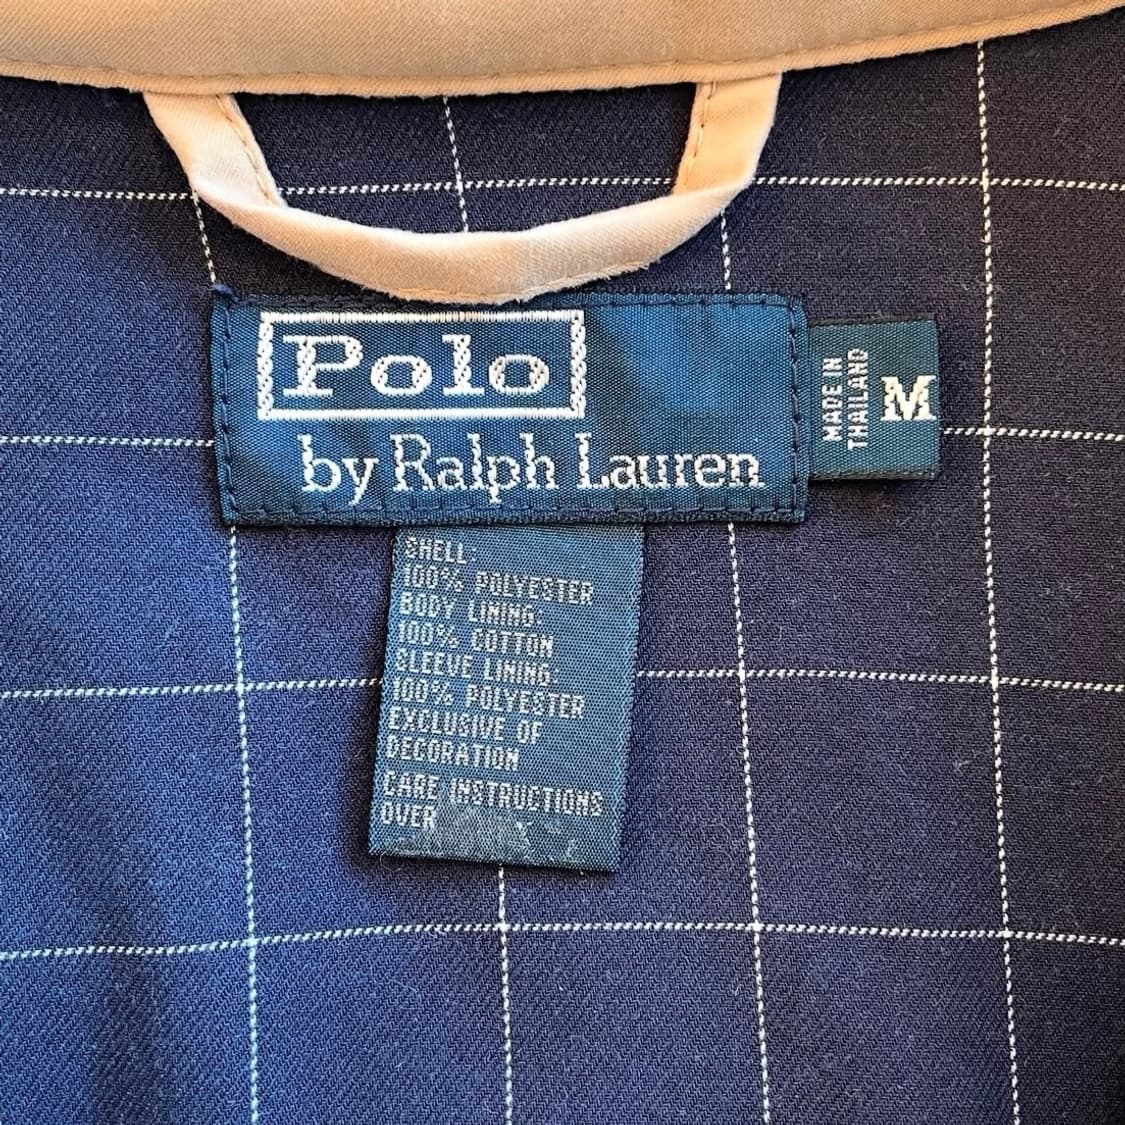 Polo
by Ralph Lauren
MADE IN
THAILAND
M
SHELL:
100% POLYESTER
BODY LINING:
100% COTTON
SLEEVE LINING:
100% POLYESTER
EXCLUSIVE OF
DECORATION
CARE INSTRUCTIONS
OVER